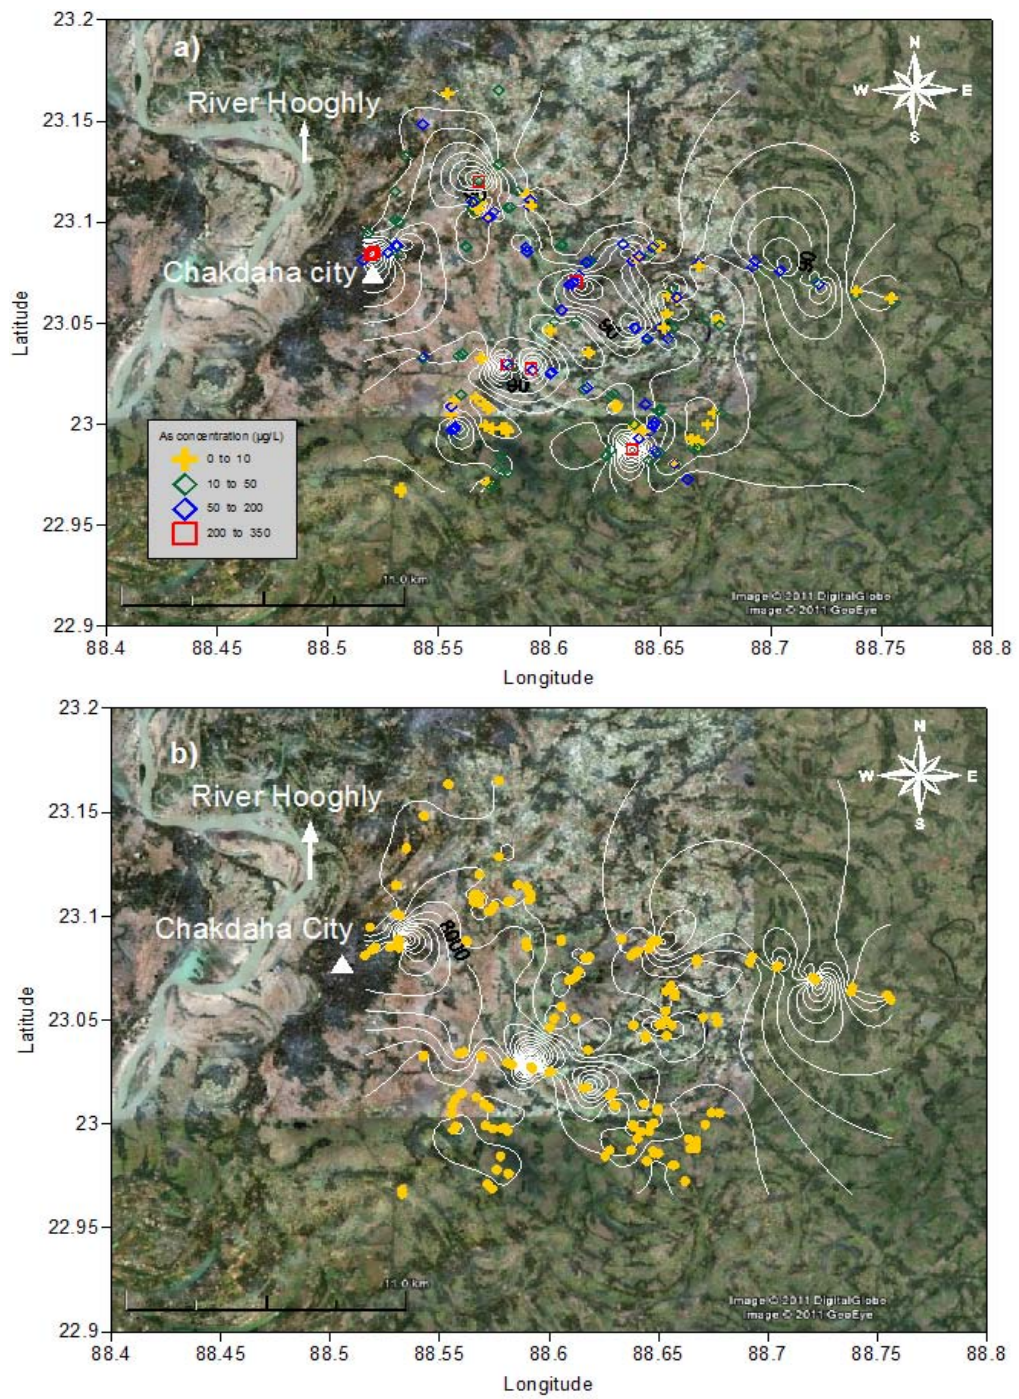 23.2
a)
N
W E
S
River Hooghly
23.15
23.1
Chakdaha city
90
90
90
23.05
Latitude
23
As concentration (µg/L)
0 to 10
10 to 50
50 to 200
200 to 350
22.95
11.0 km
Image © 2011 DigitalGlobe
Image © 2011 GeoEye
22.9
88.4 88.45 88.5 88.55 88.6 88.65 88.7 88.75 88.8
Longitude
23.2
b)
N
W E
S
River Hooghly
23.15
23.1
Chakdaha City
8000
23.05
Latitude
23
22.95
11.0 km
Image © 2011 DigitalGlobe
Image © 2011 GeoEye
22.9
88.4 88.45 88.5 88.55 88.6 88.65 88.7 88.75 88.8
Longitude